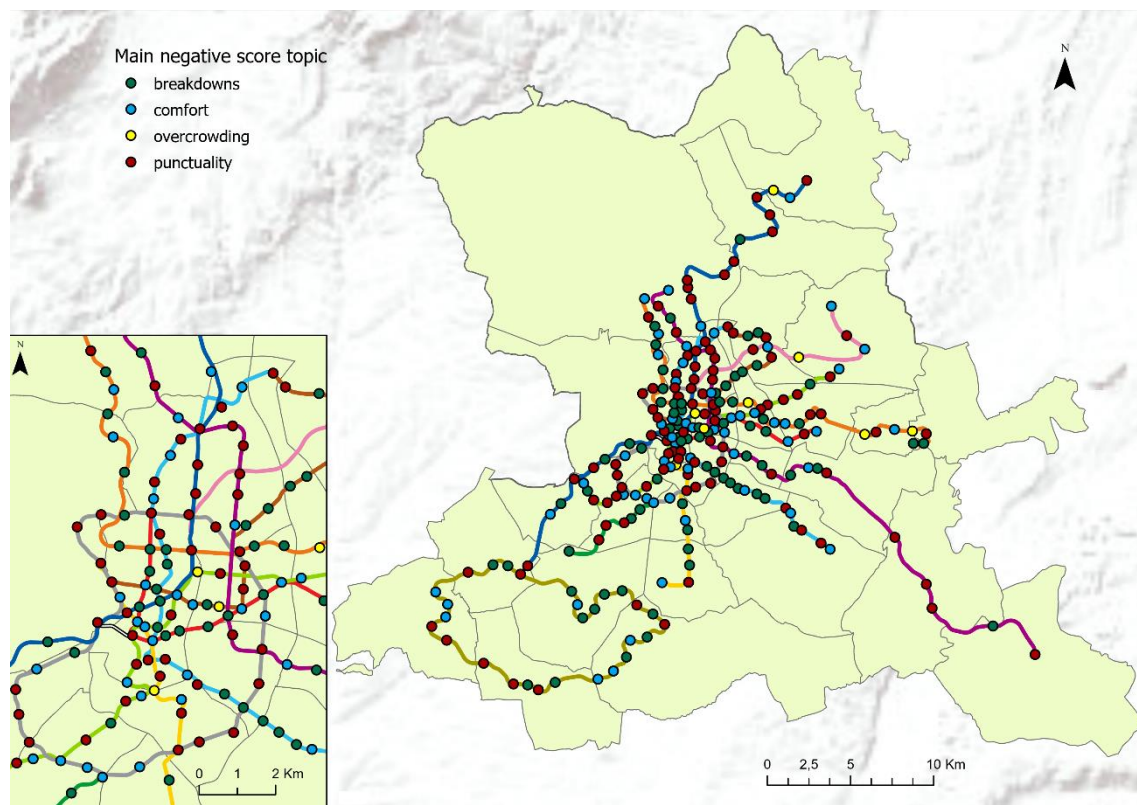 Main negative score topic
breakdowns
comfort
overcrowding
punctuality
N
N
0 1 2 Km
0 2,5 5 10 Km